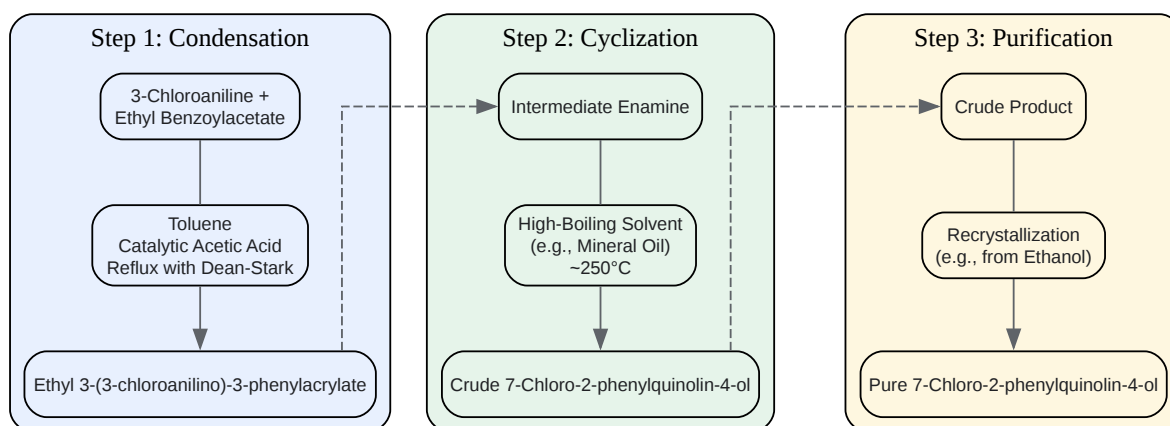 Step 1: Condensation
3-Chloroaniline +
Ethyl Benzoylacetate
Toluene
Catalytic Acetic Acid
Reflux with Dean-Stark
Ethyl 3-(3-chloroanilino)-3-phenylacrylate
Step 2: Cyclization
Intermediate Enamine
High-Boiling Solvent
(e.g., Mineral Oil)
~250°C
Crude 7-Chloro-2-phenylquinolin-4-ol
Step 3: Purification
Crude Product
Recrystallization
(e.g., from Ethanol)
Pure 7-Chloro-2-phenylquinolin-4-ol